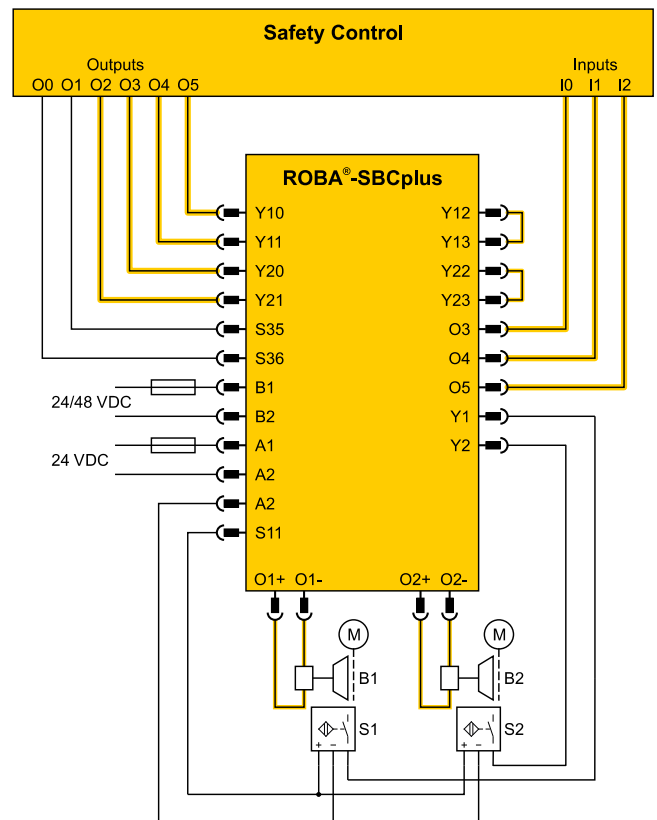 Safety Control
Outputs Inputs
O0 O1 O2 O3 O4 O5 I0 I1 I2
ROBA®-SBCplus
Y10 Y12
Y11 Y13
Y20 Y22
Y21 Y23
S35 O3
S36 O4
B1 O5
24/48 VDC
B2 Y1
A1 Y2
24 VDC
A2
A2
S11
O1+ O1- O2+ O2-
M M
B1 B2
S1 S2
+ - + -